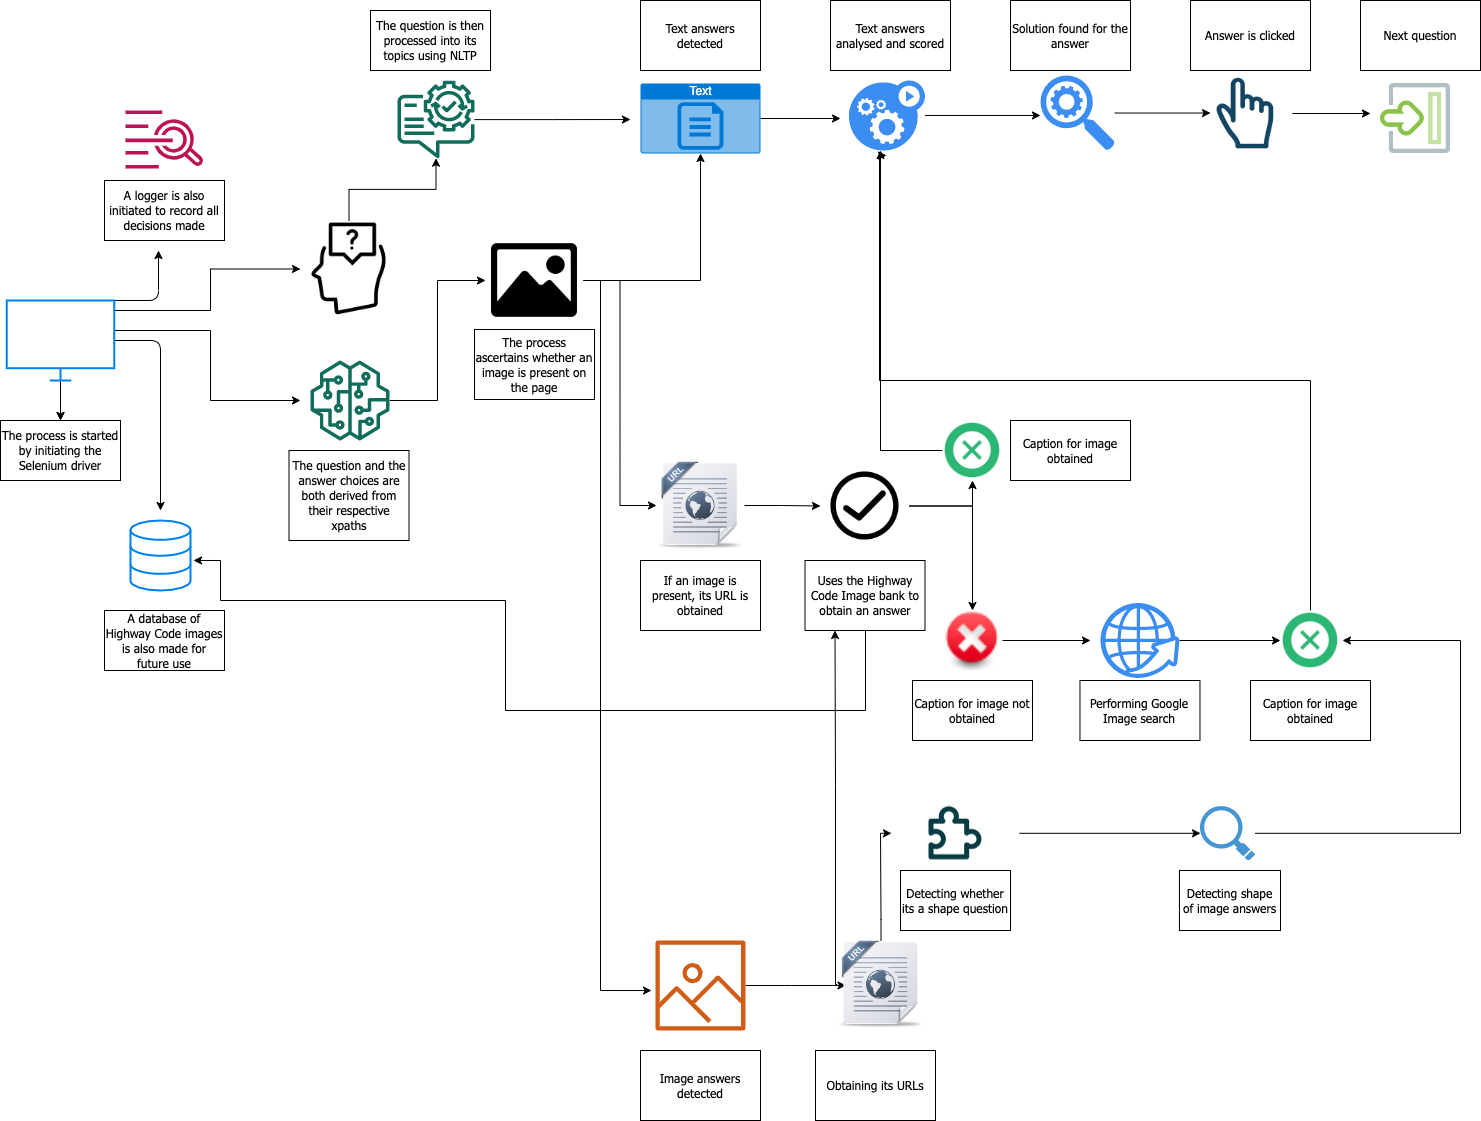 The question is then
processed into its
topics using NLTP
Text answers
detected
Text answers
analysed and scored
Solution found for the
answer
Answer is clicked
Next question
Text
A logger is also
initiated to record all
decisions made
?
The process
ascertains whether an
image is present on
the page
The process is started
by initiating the
Selenium driver
The question and the
answer choices are
both derived from
their respective
xpaths
Caption for image
obtained
URL
If an image is
present, its URL is
obtained
Uses the Highway
Code Image bank to
obtain an answer
A database of
Highway Code images
is also made for
future use
Caption for image not
obtained
Performing Google
Image search
Caption for image
obtained
Detecting whether
its a shape question
Detecting shape
of image answers
URL
Image answers
detected
Obtaining its URLs